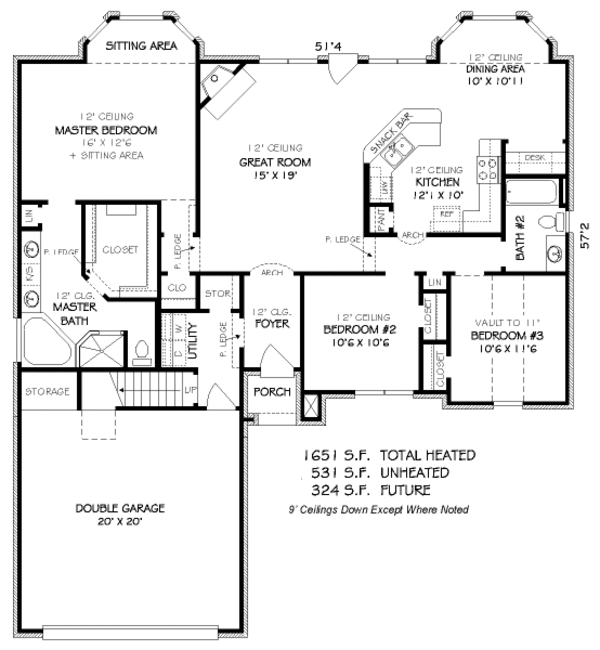 SITTING AREA
51'4
12' CEILING
DINING AREA
10' X 10'11
12' CEILING
MASTER BEDROOM
16' X 12'6
+ SITTING AREA
12' CEILING
GREAT ROOM
15' X 19'
SNACK BAR
12' CEILING
KITCHEN
12'1 X 10'
DESK
D/W
REF
PANT
ARCH
BATH #2
57'2
LIN
P. LEDGE
CLOSET
P. LEDGE
P. LEDGE
K/S
12' CLG.
MASTER
BATH
CLO
STOR
ARCH
12' CLG.
FOYER
LIN
CLOSET
12' CEILING
BEDROOM #2
10'6 X 10'6
VAULT TO 11'
BEDROOM #3
10'6 X 11'6
CLOSET
W
D
UTILITY
P. LEDGE
PORCH
STORAGE
UP
1651 S.F. TOTAL HEATED
531 S.F. UNHEATED
324 S.F. FUTURE
9' Ceilings Down Except Where Noted
DOUBLE GARAGE
20' X 20'